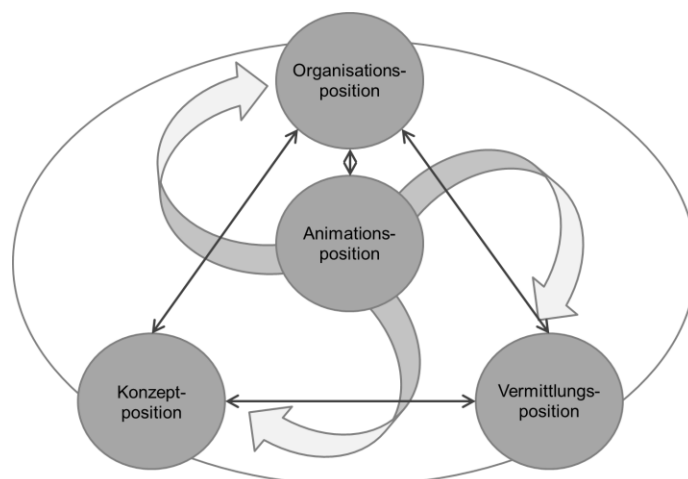 Organisations-
position
Animations-
position
Konzept-
position
Vermittlungs-
position